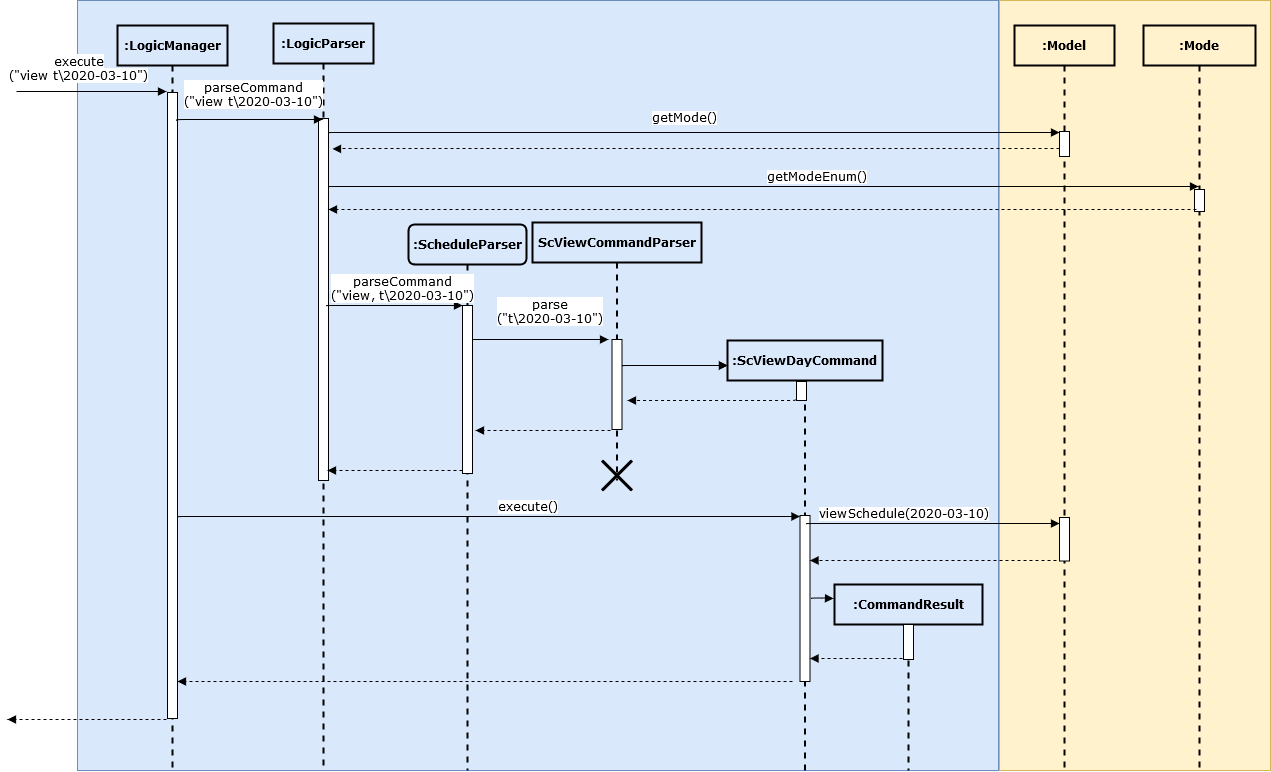 :LogicManager
:LogicParser
:Model
:Mode
execute
("view t\2020-03-10")
parseCommand
("view t\2020-03-10")
getMode()
getModeEnum()
:ScheduleParser
ScViewCommandParser
parseCommand
("view, t\2020-03-10")
parse
("t\2020-03-10")
:ScViewDayCommand
execute()
viewSchedule(2020-03-10)
:CommandResult